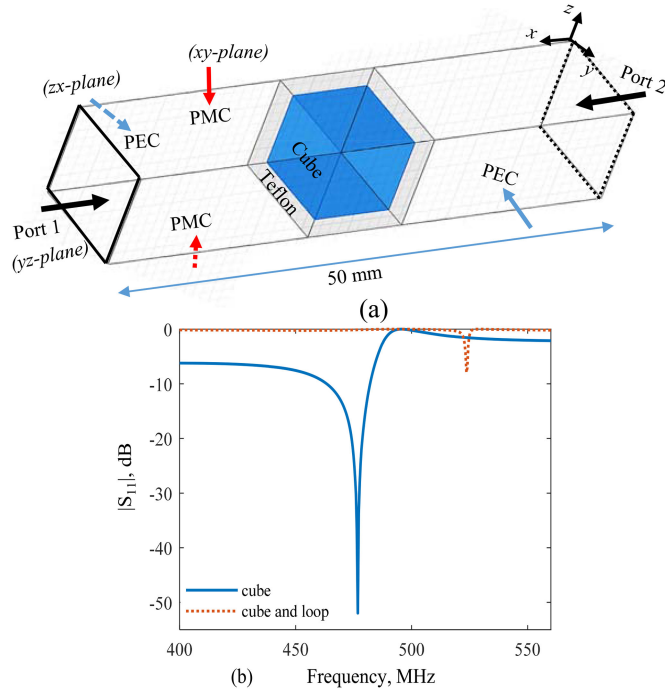 (xy-plane)
z
x
y
(zx-plane)
Port 2
PMC
PEC
Cube
PEC
Teflon
Port 1
PMC
(yz-plane)
50 mm
(a)
0
-10
-20
-30
-40
-50
|S11|, dB
cube
cube and loop
400
450
500
550
(b)
Frequency, MHz